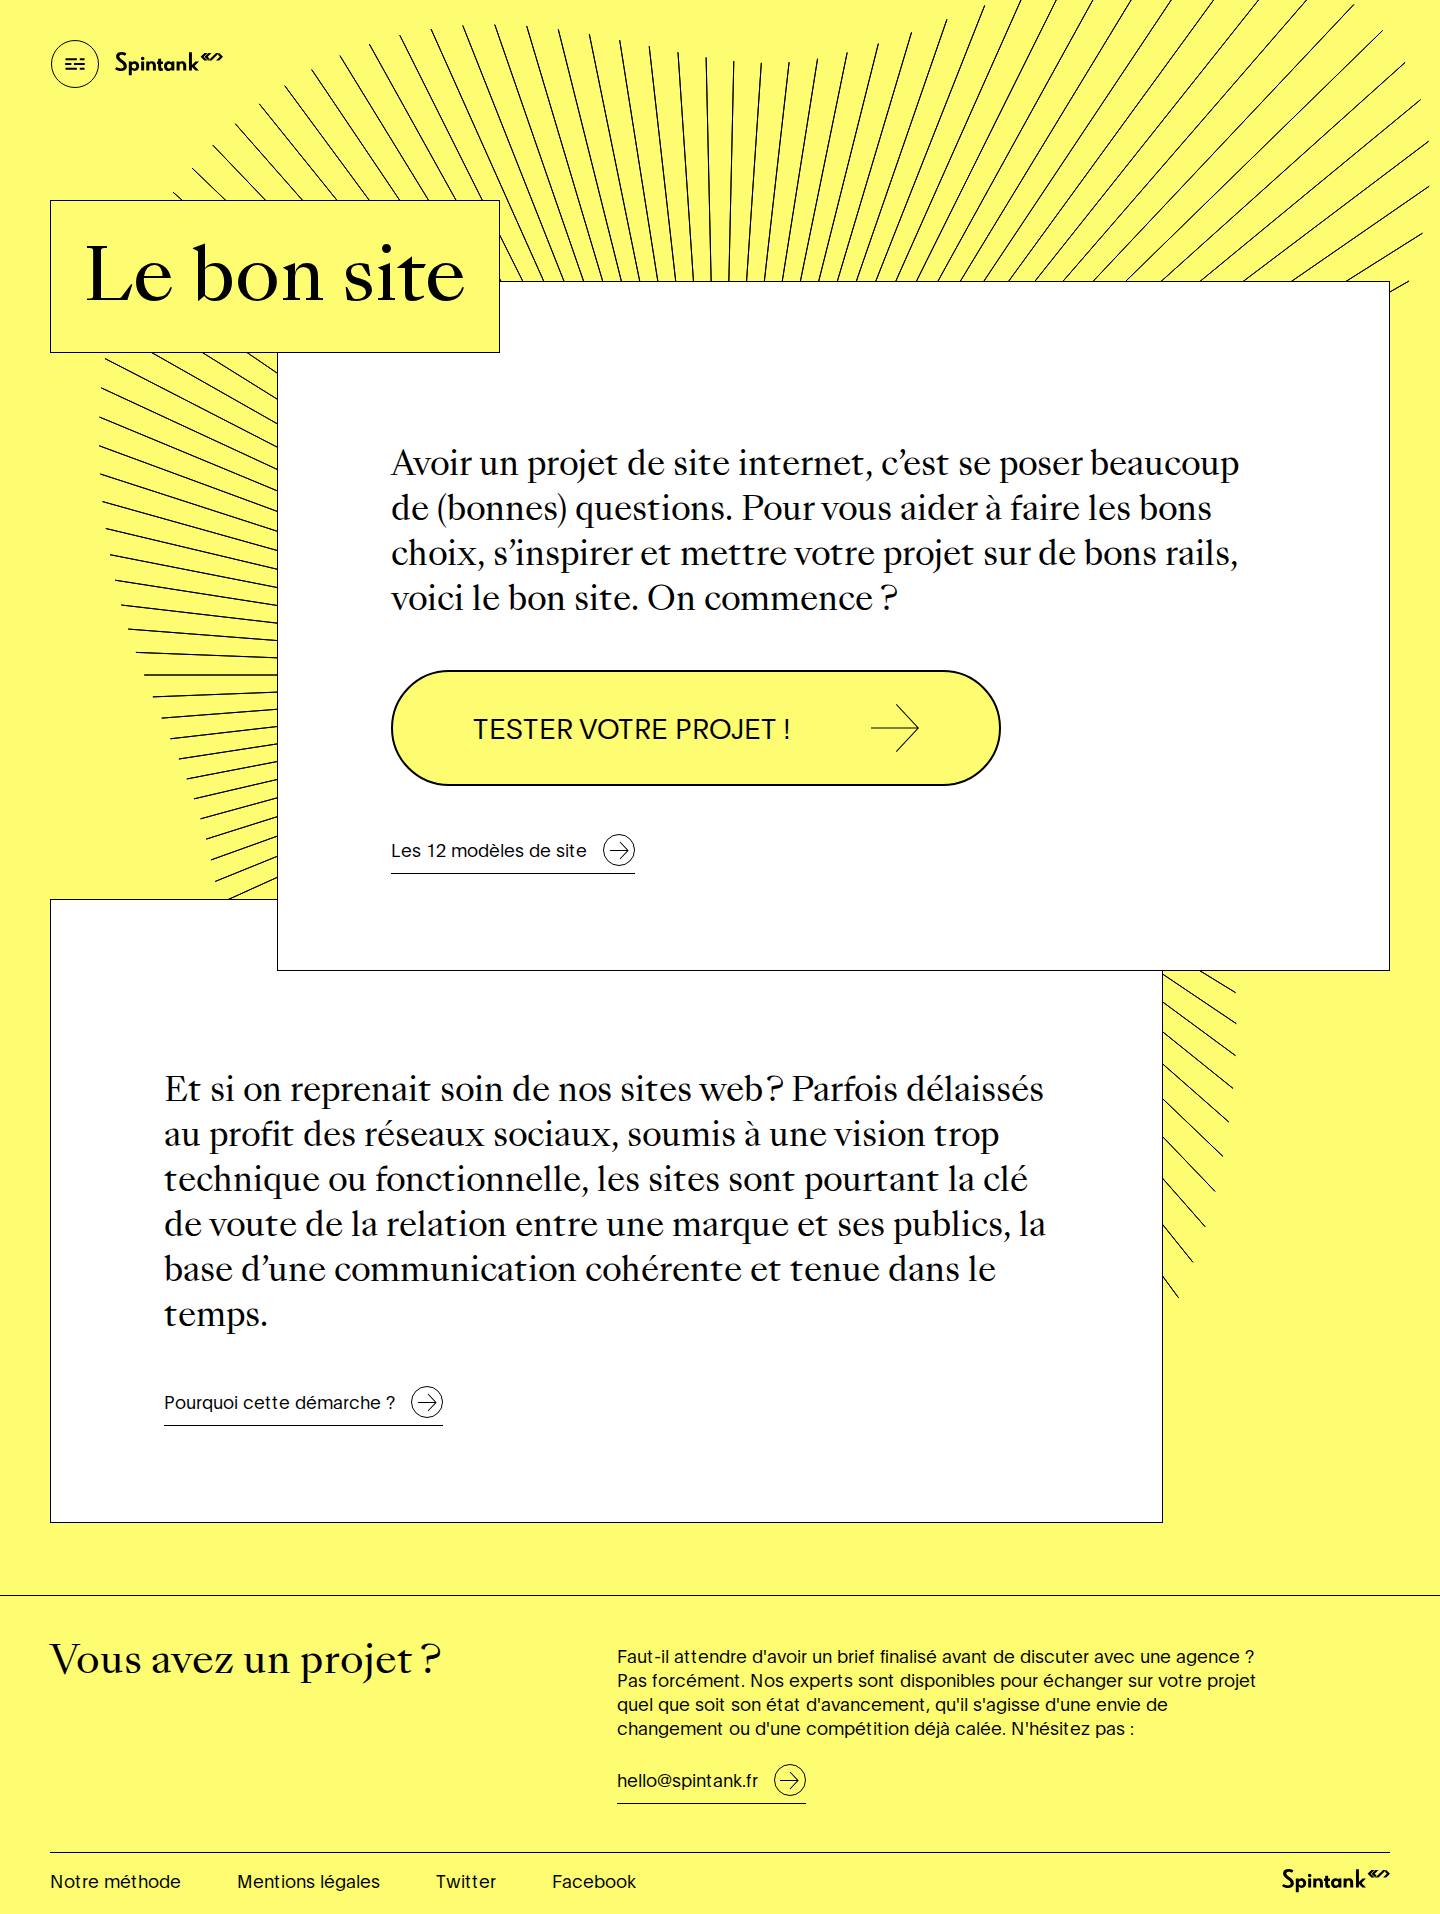 Spintank
Le bon site
Avoir un projet de site internet, c’est se poser beaucoup
de (bonnes) questions. Pour vous aider à faire les bons
choix, s’inspirer et mettre votre projet sur de bons rails,
voici le bon site. On commence ?
TESTER VOTRE PROJET !
Les 12 modèles de site
Et si on reprenait soin de nos sites web ? Parfois délaissés
au profit des réseaux sociaux, soumis à une vision trop
technique ou fonctionnelle, les sites sont pourtant la clé
de voute de la relation entre une marque et ses publics, la
base d’une communication cohérente et tenue dans le
temps.
Pourquoi cette démarche ?
Vous avez un projet ?
Faut-il attendre d'avoir un brief finalisé avant de discuter avec une agence ?
Pas forcément. Nos experts sont disponibles pour échanger sur votre projet
quel que soit son état d'avancement, qu'il s'agisse d'une envie de
changement ou d'une compétition déjà calée. N'hésitez pas :
hello@spintank.fr
Notre méthode Mentions légales Twitter Facebook Spintank